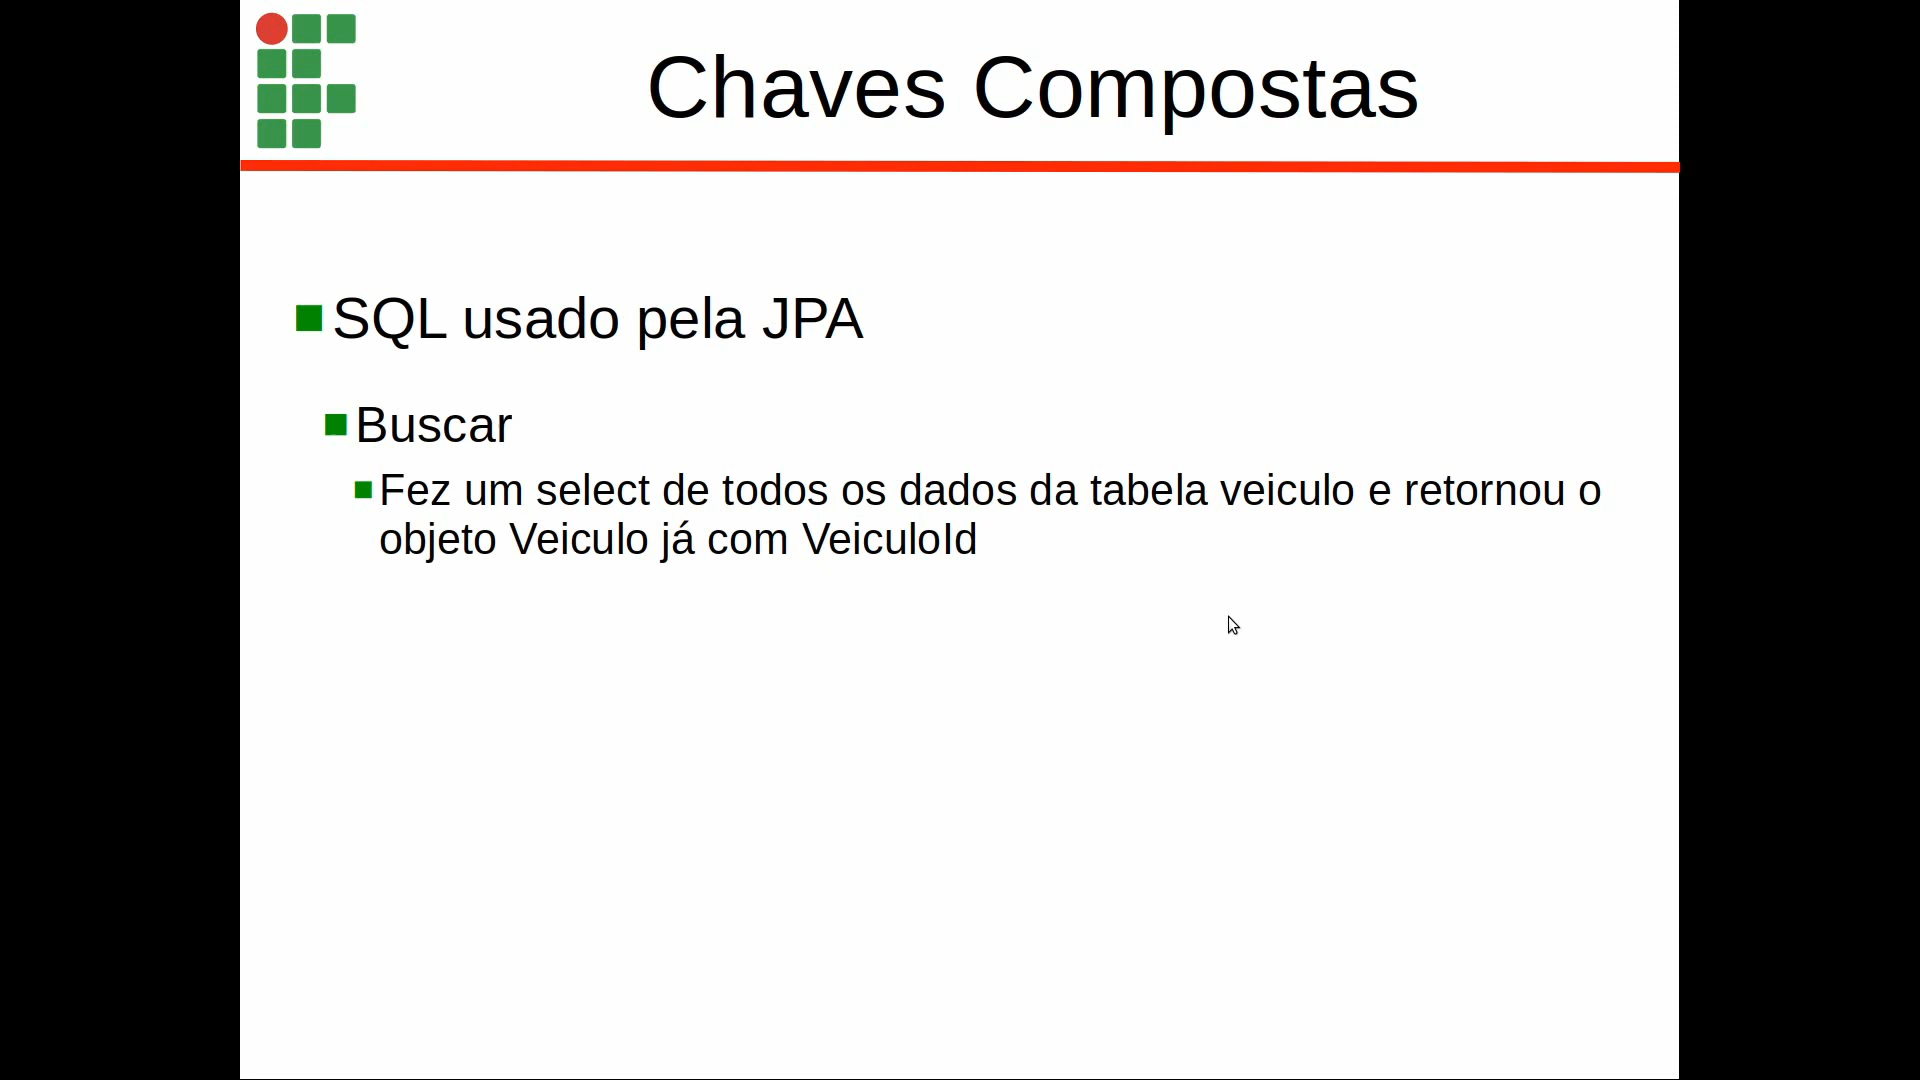 Chaves Compostas
SQL usado pela JPA
Buscar
Fez um select de todos os dados da tabela veiculo e retornou o
objeto Veiculo já com VeiculoId